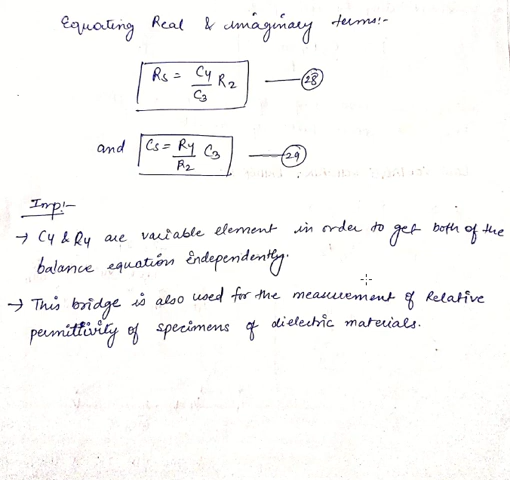 Equating Real & imaginary terms:-
Rs = C4/C3 R2 —— 28
and Cs = R4/R2 C3 —— 29
Imp:-
→ C4 & R4 are variable element in order to get both of the
balance equation independently.
→ This bridge is also used for the measurement of Relative
permittivity of specimens of dielectric materials.